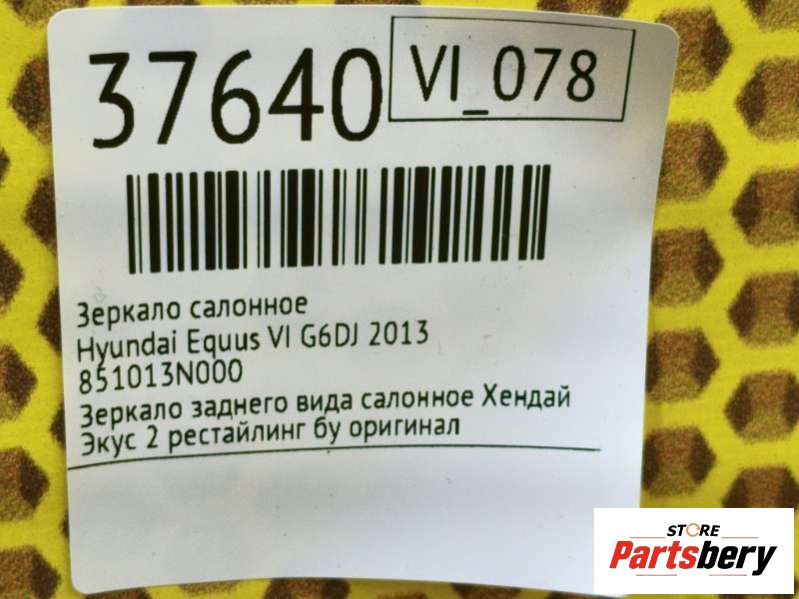 37640
VI_078
Зеркало салонное
Hyundai Equus VI G6DJ 2013
851013N000
Зеркало заднего вида салонное Хендай
Экус 2 рестайлинг бу оригинал
STORE
Partsbery